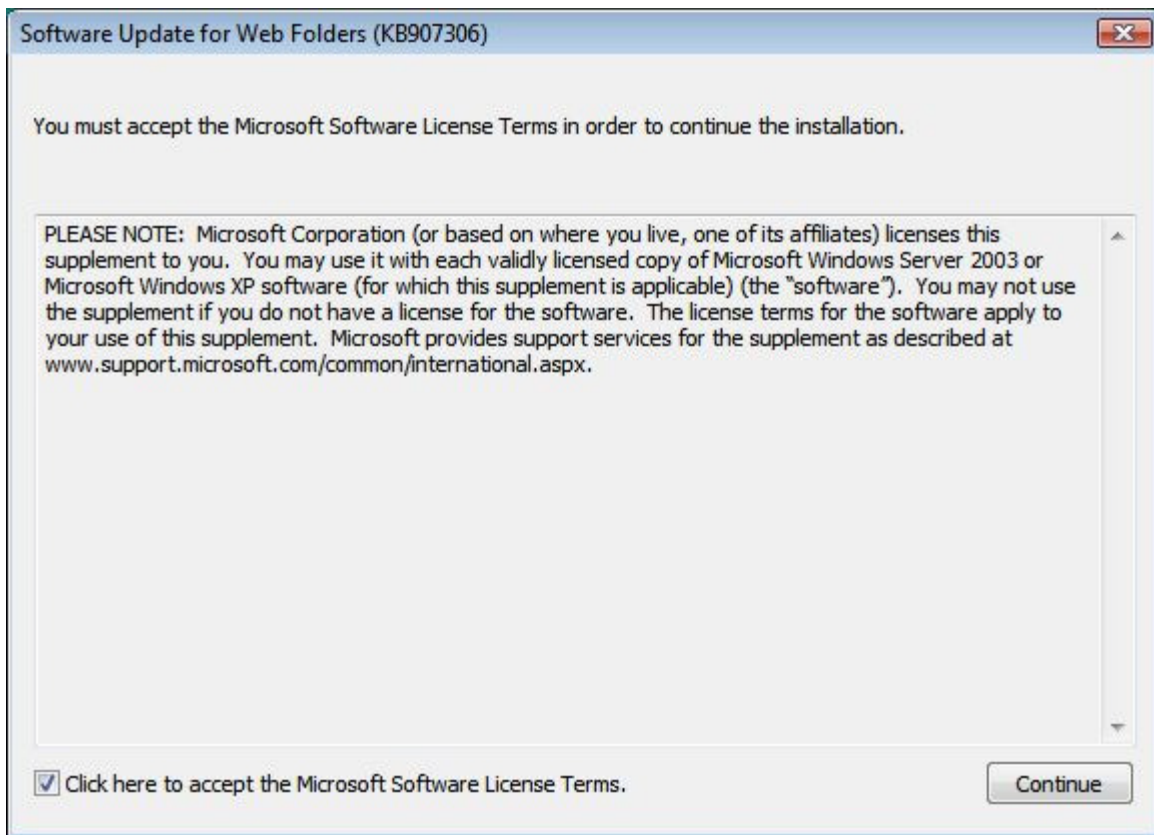 Software Update for Web Folders (KB907306)
You must accept the Microsoft Software License Terms in order to continue the installation.
PLEASE NOTE:  Microsoft Corporation (or based on where you live, one of its affiliates) licenses this
supplement to you.  You may use it with each validly licensed copy of Microsoft Windows Server 2003 or
Microsoft Windows XP software (for which this supplement is applicable) (the “software”).  You may not use
the supplement if you do not have a license for the software.  The license terms for the software apply to
your use of this supplement.  Microsoft provides support services for the supplement as described at
www.support.microsoft.com/common/international.aspx.
Click here to accept the Microsoft Software License Terms.
Continue